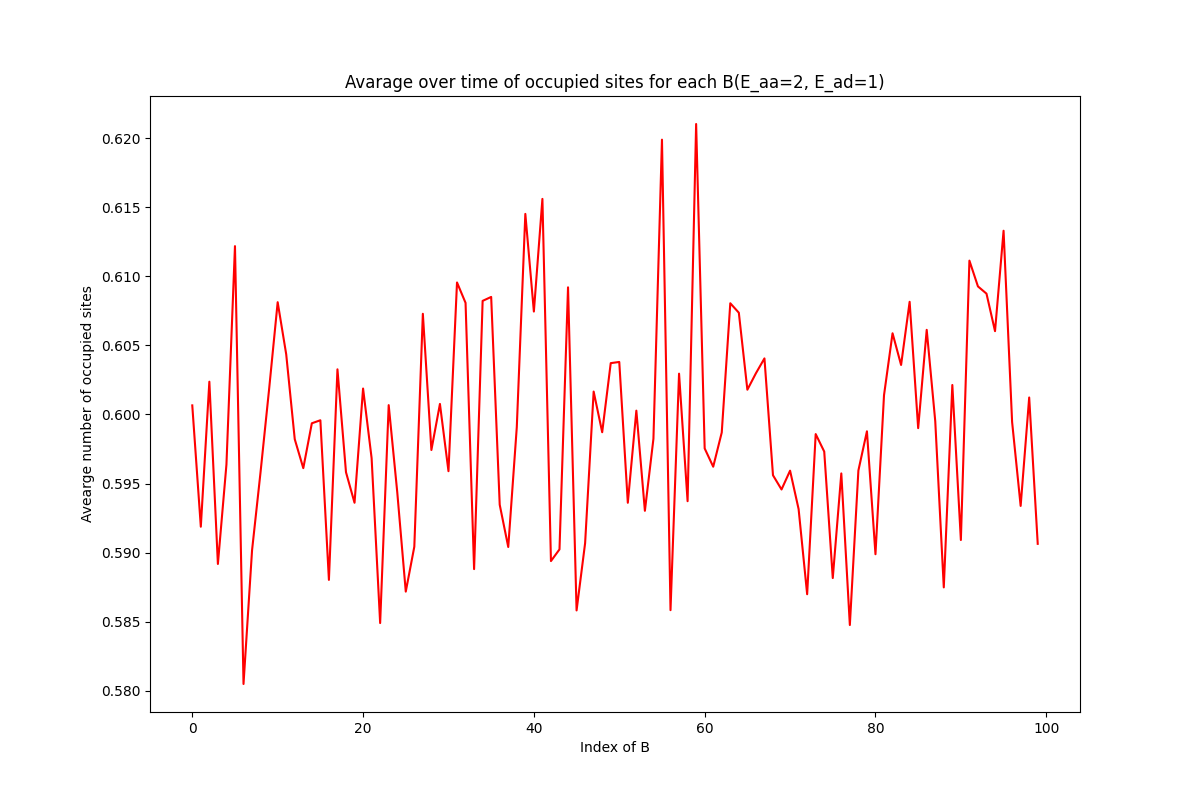 Avarage over time of occupied sites for each B(E_aa=2, E_ad=1)
0.620
0.615
0.610
0.605
0.600
0.595
0.590
0.585
0.580
Avearge number of occupied sites
0 20 40 60 80 100
Index of B